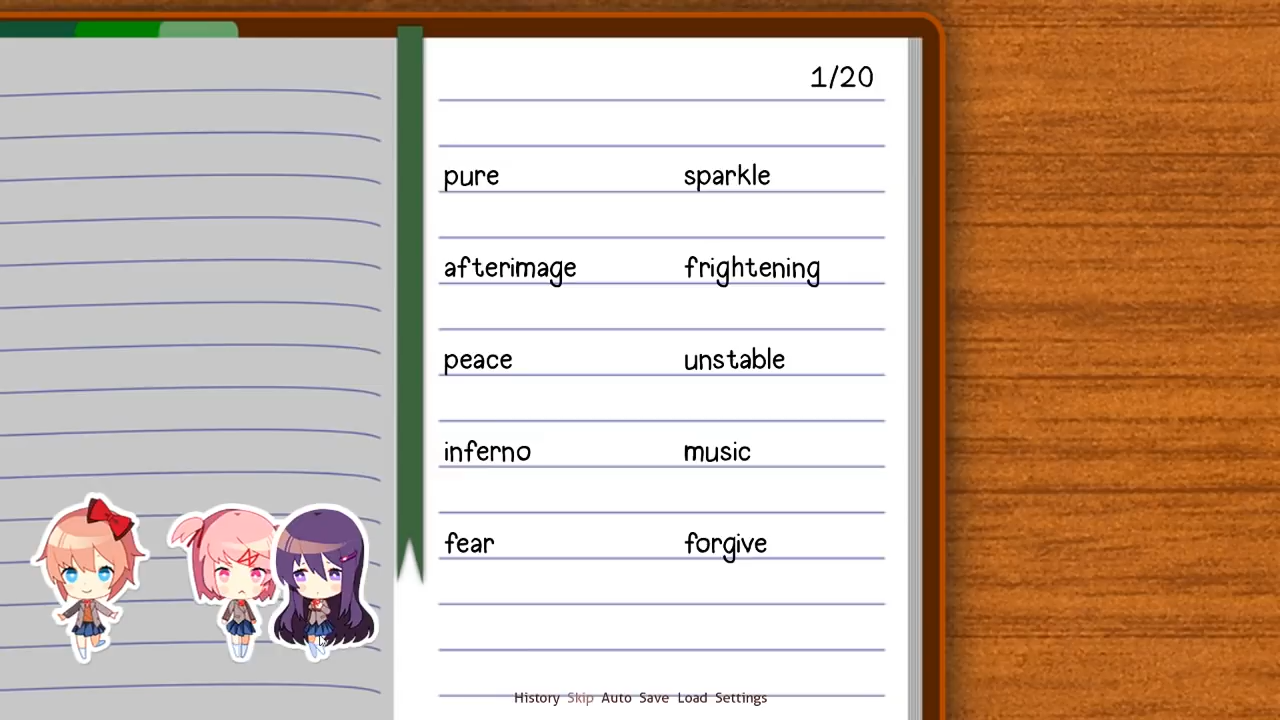 1/20
pure sparkle
afterimage frightening
peace unstable
inferno music
fear forgive
History Skip Auto Save Load Settings